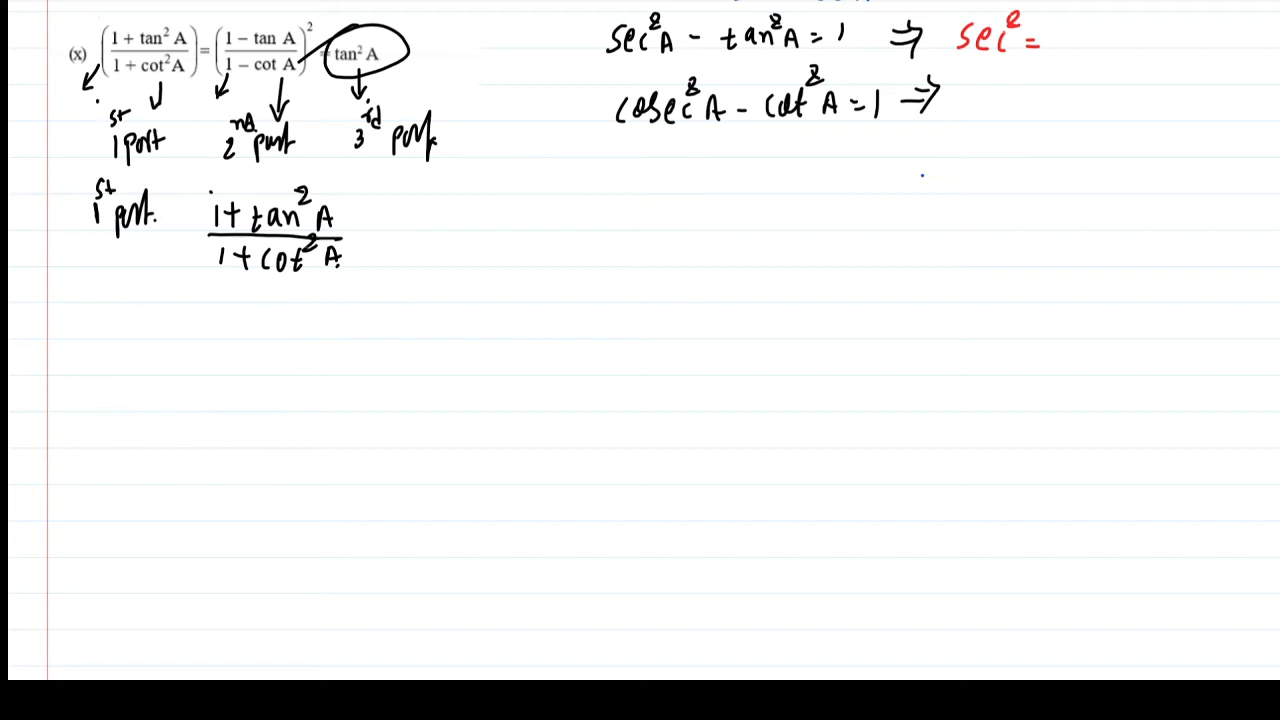 (x) (1 + tan² A / 1 + cot² A) = (1 − tan A / 1 − cot A)² = tan² A
1st part 2nd part 3rd part.
1st part. 1 + tan² A / 1 + cot² A
sec² A − tan² A = 1 ⇒ sec² =
cosec² A − cot² A = 1 ⇒